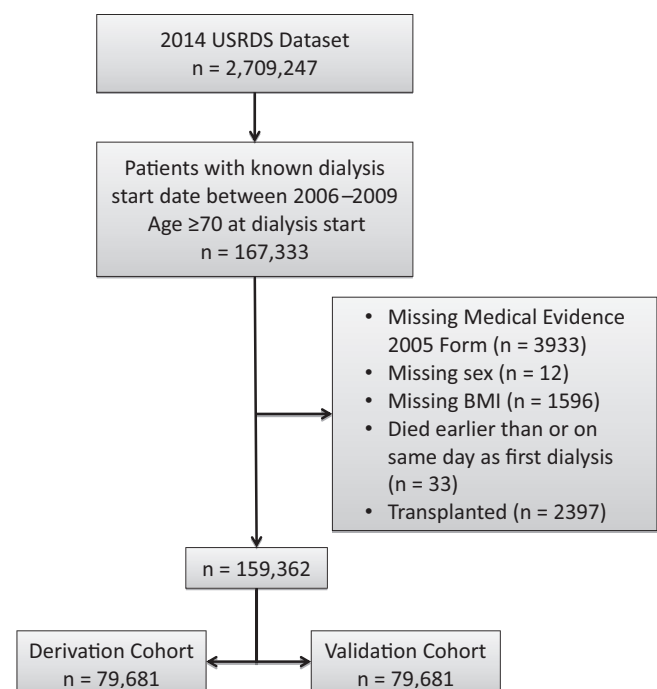 2014 USRDS Dataset
n = 2,709,247
Patients with known dialysis
start date between 2006–2009
Age ≥70 at dialysis start
n = 167,333
• Missing Medical Evidence
2005 Form (n = 3933)
• Missing sex (n = 12)
• Missing BMI (n = 1596)
• Died earlier than or on
same day as first dialysis
(n = 33)
• Transplanted (n = 2397)
n = 159,362
Derivation Cohort
n = 79,681
Validation Cohort
n = 79,681